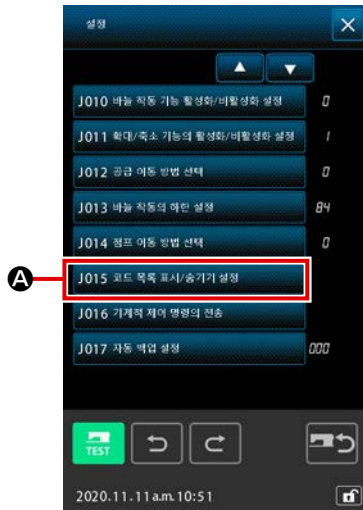 설정
J010 바늘 작동 기능 활성화/비활성화 설정 0
J011 확대/축소 기능의 활성화/비활성화 설정 1
J012 공급 이동 방법 선택 0
J013 바늘 작동의 하한 설정 84
J014 점프 이동 방법 선택 0
A
J015 코드 목록 표시/숨기기 설정
J016 기계적 제어 명령의 전송
J017 자동 백업 설정 000
TEST
2020.11.11 a.m. 10:51